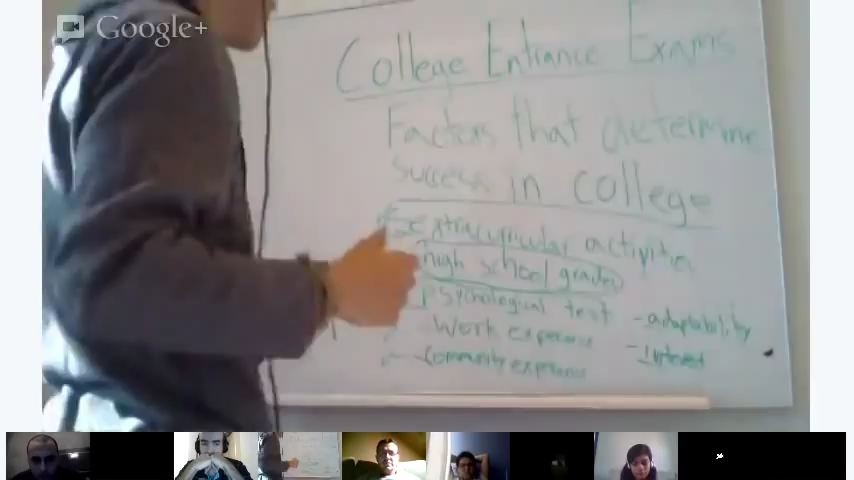 Google+
College Entrance Exams
Factors that determine
success in college
extracurricular activities
high school grades
psychological test
- adaptability
Work experience
- Interest
Community experience